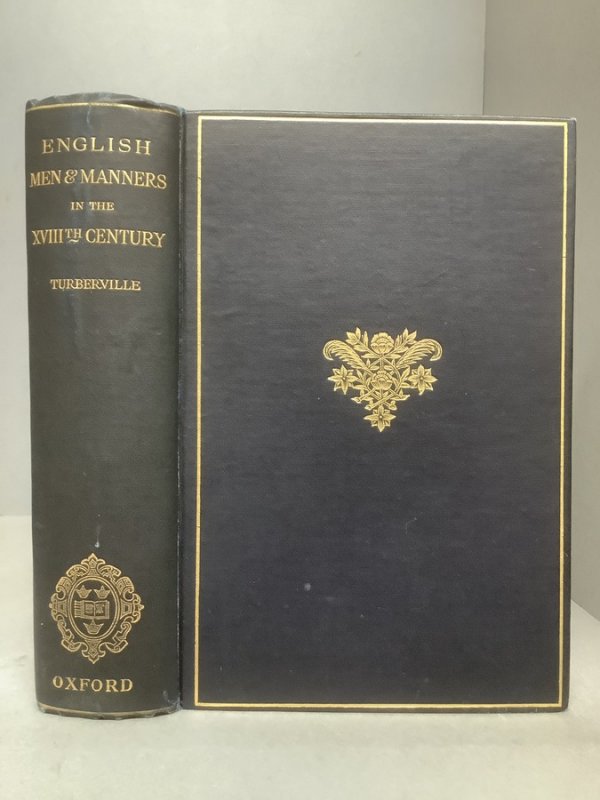 ENGLISH
MEN & MANNERS
IN THE
XVIIITH CENTURY
TURBERVILLE
OXFORD